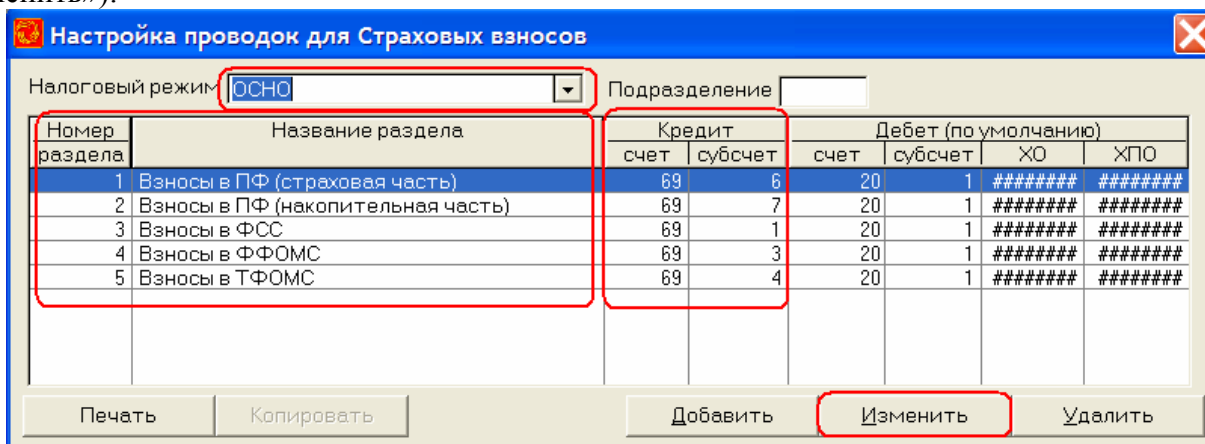 Настройка проводок для Страховых взносов
Налоговый режим ОСНО Подразделение
Номер раздела Название раздела Кредит Дебет (по умолчанию)
счет субсчет счет субсчет ХО ХПО
1 Взносы в ПФ (страховая часть) 69 6 20 1 ######## ########
2 Взносы в ПФ (накопительная часть) 69 7 20 1 ######## ########
3 Взносы в ФСС 69 1 20 1 ######## ########
4 Взносы в ФФОМС 69 3 20 1 ######## ########
5 Взносы в ТФОМС 69 4 20 1 ######## ########
Печать Копировать Добавить Изменить Удалить